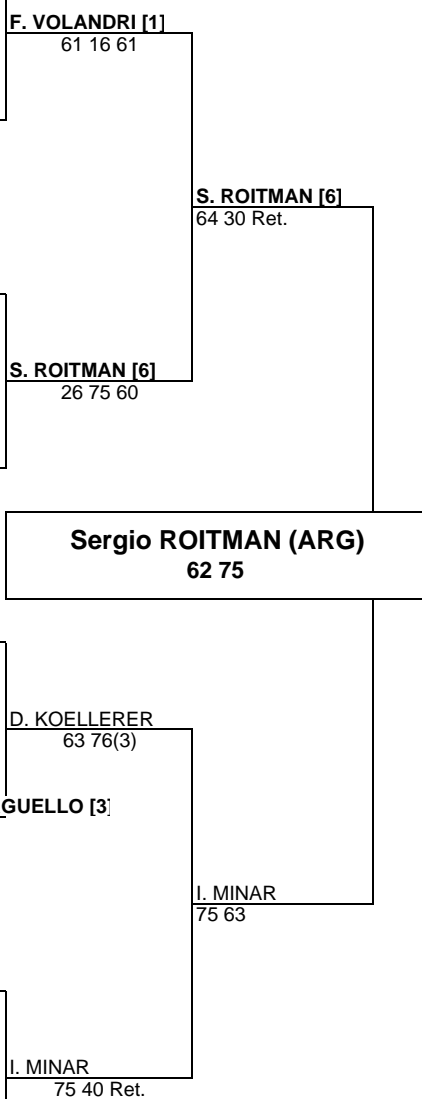 F. VOLANDRI [1]
61 16 61
S. ROITMAN [6]
64 30 Ret.
S. ROITMAN [6]
26 75 60
Sergio ROITMAN (ARG)
62 75
D. KOELLERER
63 76(3)
GUELLO [3]
I. MINAR
75 63
I. MINAR
75 40 Ret.